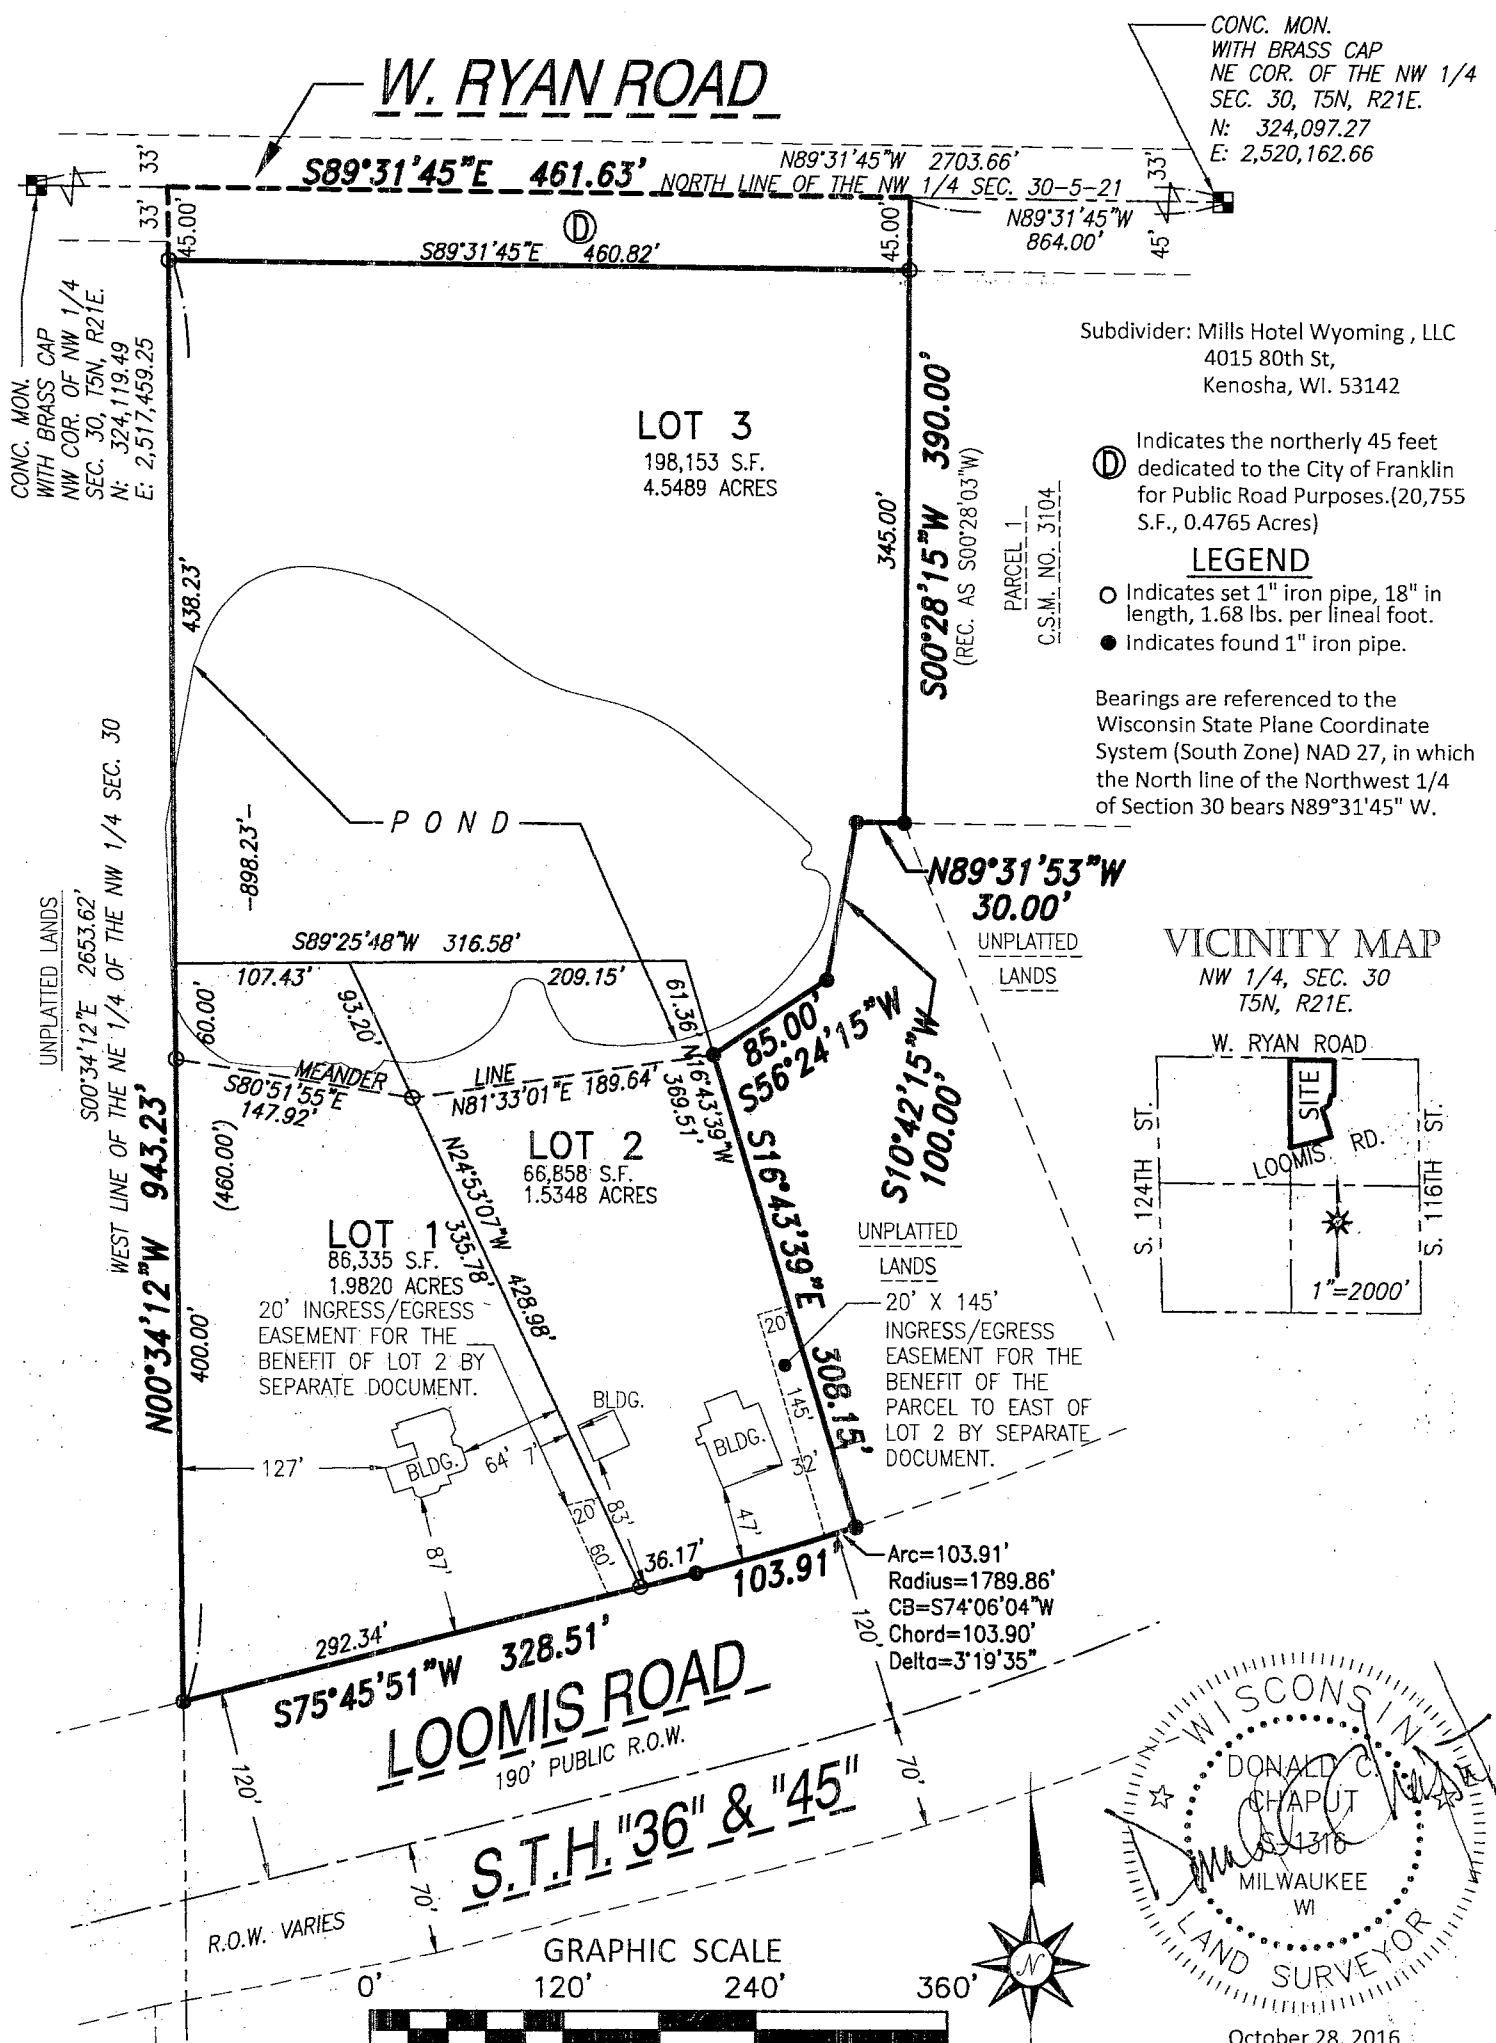 W. RYAN ROAD
CONC. MON.
WITH BRASS CAP
NE COR. OF THE NW 1/4
SEC. 30, T5N, R21E.
N: 324,097.27
E: 2,520,162.66
33'
33'
S89°31'45"E 461.63'
N89°31'45"W 2703.66'
NORTH LINE OF THE NW 1/4 SEC. 30-5-21
33'
45'
N89°31'45"W
864.00'
45.00'
45.00'
D
S89°31'45"E 460.82'
CONC. MON.
WITH BRASS CAP
NW COR. OF NW 1/4
SEC. 30, T5N, R21E.
N: 324,119.49
E: 2,517,459.25
Subdivider: Mills Hotel Wyoming , LLC
4015 80th St,
Kenosha, WI. 53142
LOT 3
198,153 S.F.
4.5489 ACRES
D Indicates the northerly 45 feet
dedicated to the City of Franklin
for Public Road Purposes.(20,755
S.F., 0.4765 Acres)
345.00'
S00°28'15"W 390.00'
(REC. AS S00°28'03"W)
PARCEL 1
C.S.M. NO. 3104
LEGEND
Indicates set 1" iron pipe, 18" in
length, 1.68 lbs. per lineal foot.
Indicates found 1" iron pipe.
438.23'
Bearings are referenced to the
Wisconsin State Plane Coordinate
System (South Zone) NAD 27, in which
the North line of the Northwest 1/4
of Section 30 bears N89°31'45" W.
POND
-898.23'-
N89°31'53"W
30.00'
UNPLATTED
LANDS
UNPLATTED LANDS
S00°34'12"E 2653.62'
WEST LINE OF THE NE 1/4 OF THE NW 1/4 SEC. 30
N00°34'12"W 943.23'
S89°25'48"W 316.58'
107.43'
209.15'
60.00'
93.20'
61.36'
85.00'
S56°24'15"W
S10°42'15"W
100.00'
VICINITY MAP
NW 1/4, SEC. 30
T5N, R21E.
W. RYAN ROAD
SITE
LOOMIS RD.
S. 124TH ST.
S. 116TH ST.
1"=2000'
MEANDER LINE
S80°51'55"E
147.92'
N81°33'01"E 189.64'
N16°43'39"W
369.51'
S16°43'39"E 308.15'
(460.00')
LOT 2
66,858 S.F.
1.5348 ACRES
N24°53'07"W
335.78'
428.98'
LOT 1
86,335 S.F.
1.9820 ACRES
20' INGRESS/EGRESS
EASEMENT FOR THE
BENEFIT OF LOT 2 BY
SEPARATE DOCUMENT.
400.00'
UNPLATTED
LANDS
20' X 145'
INGRESS/EGRESS
EASEMENT FOR THE
BENEFIT OF THE
PARCEL TO EAST OF
LOT 2 BY SEPARATE
DOCUMENT.
20'
145'
32'
BLDG.
BLDG.
BLDG.
127'
64'
7'
87'
20'
60'
83'
47'
36.17'
103.91'
Arc=103.91'
Radius=1789.86'
CB=S74°06'04"W
Chord=103.90'
Delta=3°19'35"
292.34'
S75°45'51"W 328.51'
LOOMIS ROAD
190' PUBLIC R.O.W.
S.T.H. "36" & "45"
120'
70'
120'
70'
R.O.W. VARIES
GRAPHIC SCALE
0' 120' 240' 360'
N
WISCONSIN
DONALD C.
CHAPUT
S-1316
MILWAUKEE
WI
LAND SURVEYOR
October 28, 2016